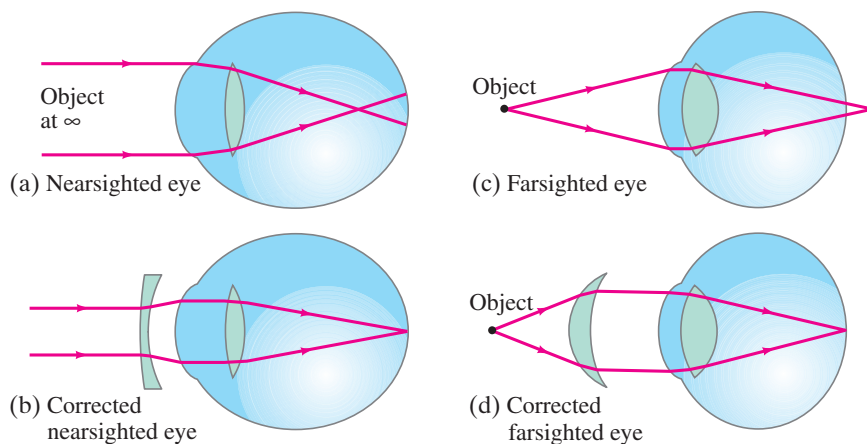 Object
at ∞
(a) Nearsighted eye
Object
(c) Farsighted eye
(b) Corrected
nearsighted eye
Object
(d) Corrected
farsighted eye